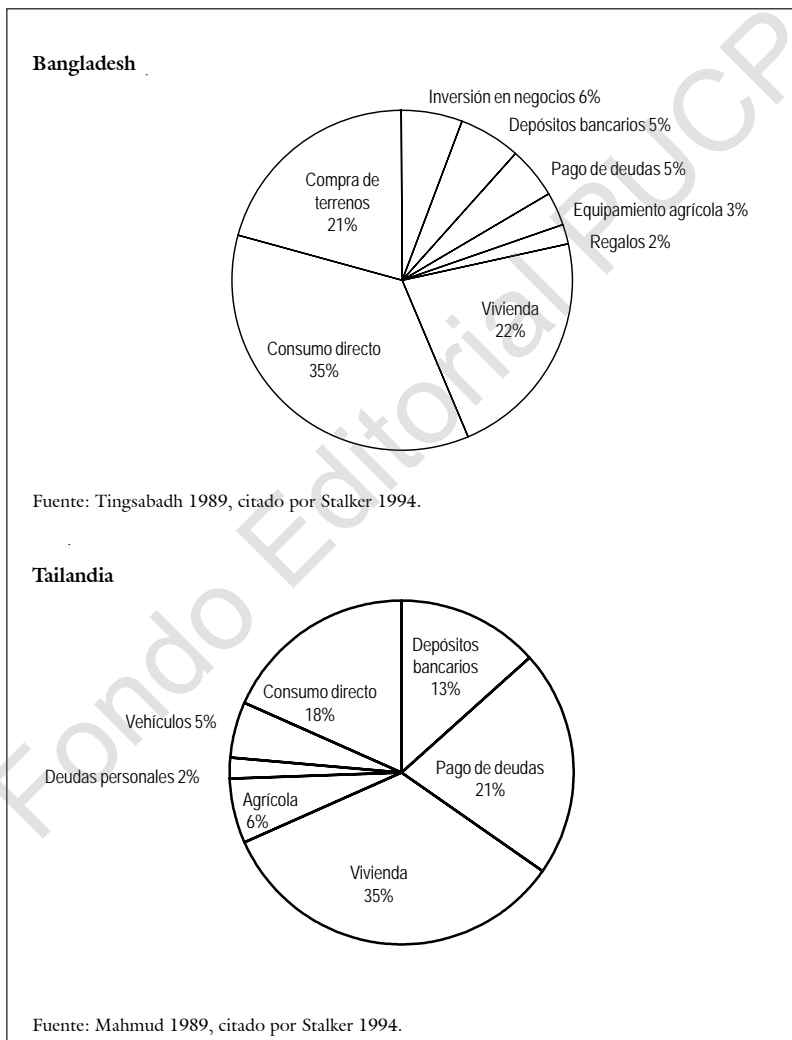 Bangladesh
Inversión en negocios 6%
Depósitos bancarios 5%
Pago de deudas 5%
Equipamiento agrícola 3%
Regalos 2%
Vivienda
22%
Consumo directo
35%
Compra de
terrenos
21%
Fuente: Tingsabadh 1989, citado por Stalker 1994.
Tailandia
Depósitos
bancarios
13%
Pago de deudas
21%
Vivienda
35%
Agrícola
6%
Deudas personales 2%
Vehículos 5%
Consumo directo
18%
Fuente: Mahmud 1989, citado por Stalker 1994.
Fondo Editorial PUCP